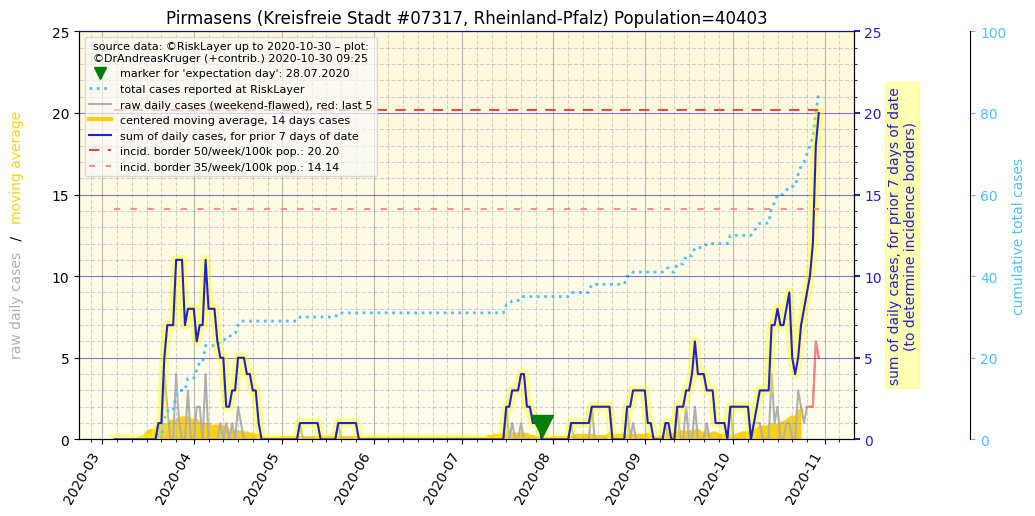 Pirmasens (Kreisfreie Stadt #07317, Rheinland-Pfalz) Population=40403
source data: ©RiskLayer up to 2020-10-30 – plot:
©DrAndreasKruger (+contrib.) 2020-10-30 09:25
marker for 'expectation day': 28.07.2020
total cases reported at RiskLayer
raw daily cases (weekend-flawed), red: last 5
centered moving average, 14 days cases
sum of daily cases, for prior 7 days of date
incid. border 50/week/100k pop.: 20.20
incid. border 35/week/100k pop.: 14.14
raw daily cases / moving average
25
20
15
10
5
0
2020-03
2020-04
2020-05
2020-06
2020-07
2020-08
2020-09
2020-10
2020-11
25
20
15
10
5
0
sum of daily cases, for prior 7 days of date
(to determine incidence borders)
100
80
60
40
20
0
cumulative total cases